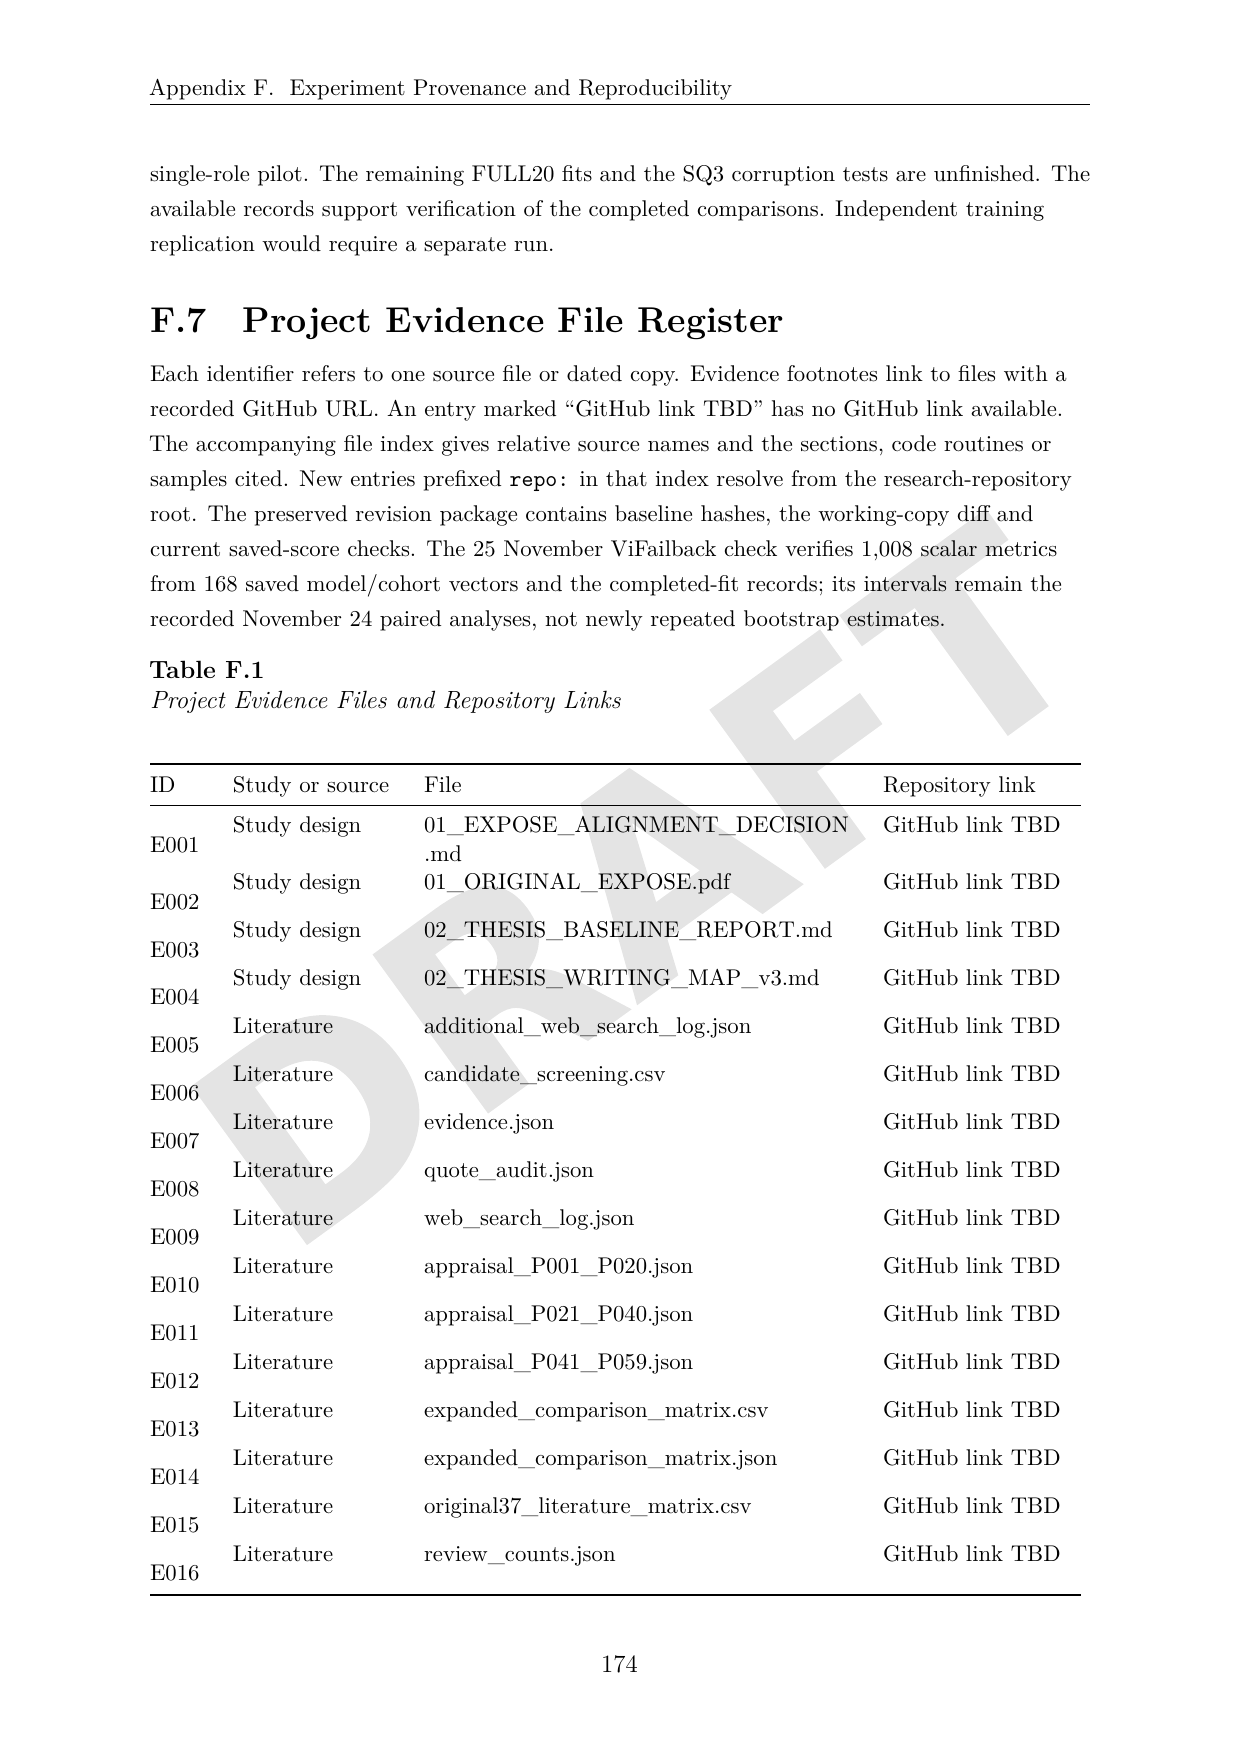 Appendix F. Experiment Provenance and Reproducibility
single-role pilot. The remaining FULL20 fits and the SQ3 corruption tests are unfinished. The
available records support verification of the completed comparisons. Independent training
replication would require a separate run.
F.7 Project Evidence File Register
Each identifier refers to one source file or dated copy. Evidence footnotes link to files with a
recorded GitHub URL. An entry marked “GitHub link TBD” has no GitHub link available.
The accompanying file index gives relative source names and the sections, code routines or
samples cited. New entries prefixed repo: in that index resolve from the research-repository
root. The preserved revision package contains baseline hashes, the working-copy diff and
current saved-score checks. The 25 November ViFailback check verifies 1,008 scalar metrics
from 168 saved model/cohort vectors and the completed-fit records; its intervals remain the
recorded November 24 paired analyses, not newly repeated bootstrap estimates.
Table F.1
Project Evidence Files and Repository Links
ID Study or source File Repository link
E001 Study design 01_EXPOSE_ALIGNMENT_DECISION GitHub link TBD
.md
E002 Study design 01_ORIGINAL_EXPOSE.pdf GitHub link TBD
E003 Study design 02_THESIS_BASELINE_REPORT.md GitHub link TBD
E004 Study design 02_THESIS_WRITING_MAP_v3.md GitHub link TBD
E005 Literature additional_web_search_log.json GitHub link TBD
E006 Literature candidate_screening.csv GitHub link TBD
E007 Literature evidence.json GitHub link TBD
E008 Literature quote_audit.json GitHub link TBD
E009 Literature web_search_log.json GitHub link TBD
E010 Literature appraisal_P001_P020.json GitHub link TBD
E011 Literature appraisal_P021_P040.json GitHub link TBD
E012 Literature appraisal_P041_P059.json GitHub link TBD
E013 Literature expanded_comparison_matrix.csv GitHub link TBD
E014 Literature expanded_comparison_matrix.json GitHub link TBD
E015 Literature original37_literature_matrix.csv GitHub link TBD
E016 Literature review_counts.json GitHub link TBD
DRAFT
174